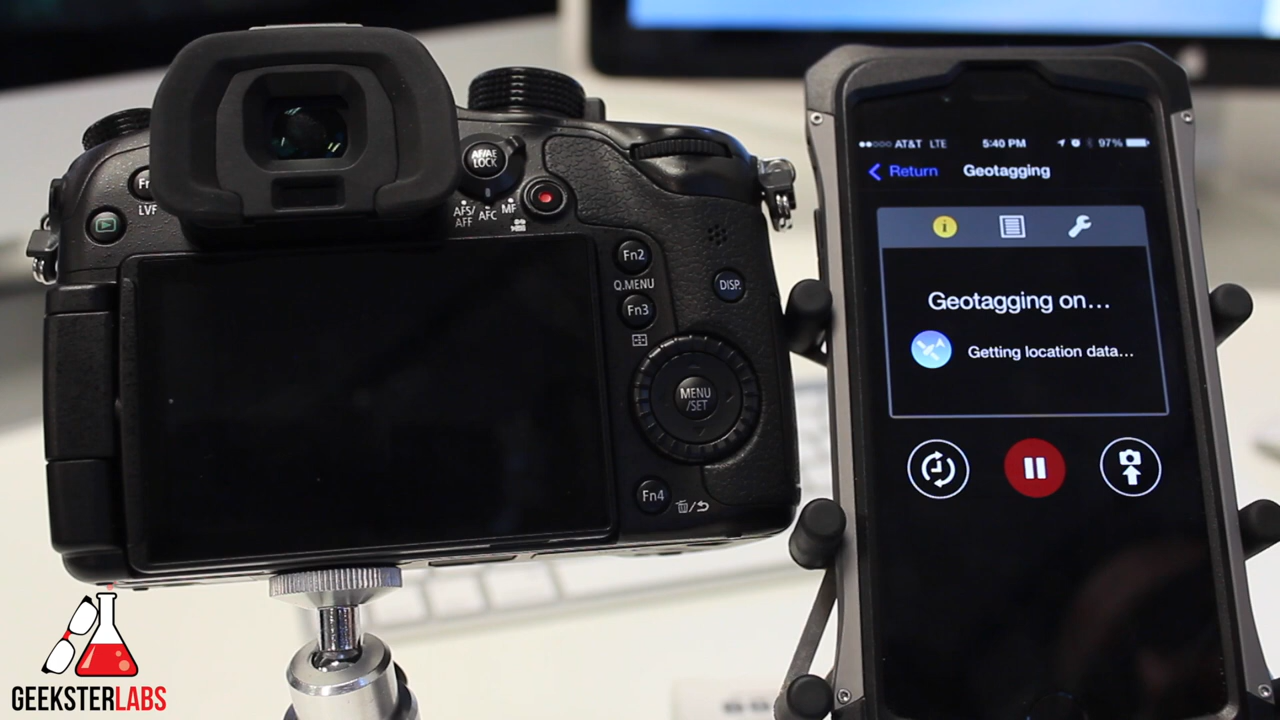 AF/AE
LOCK
AFS/
AFF
AFC
MF
LVF
Fn2
Q.MENU
Fn3
DISP.
MENU
/SET
Fn4
AT&T LTE 5:40 PM 97%
Return Geotagging
Geotagging on...
Getting location data...
GEEKSTERLABS